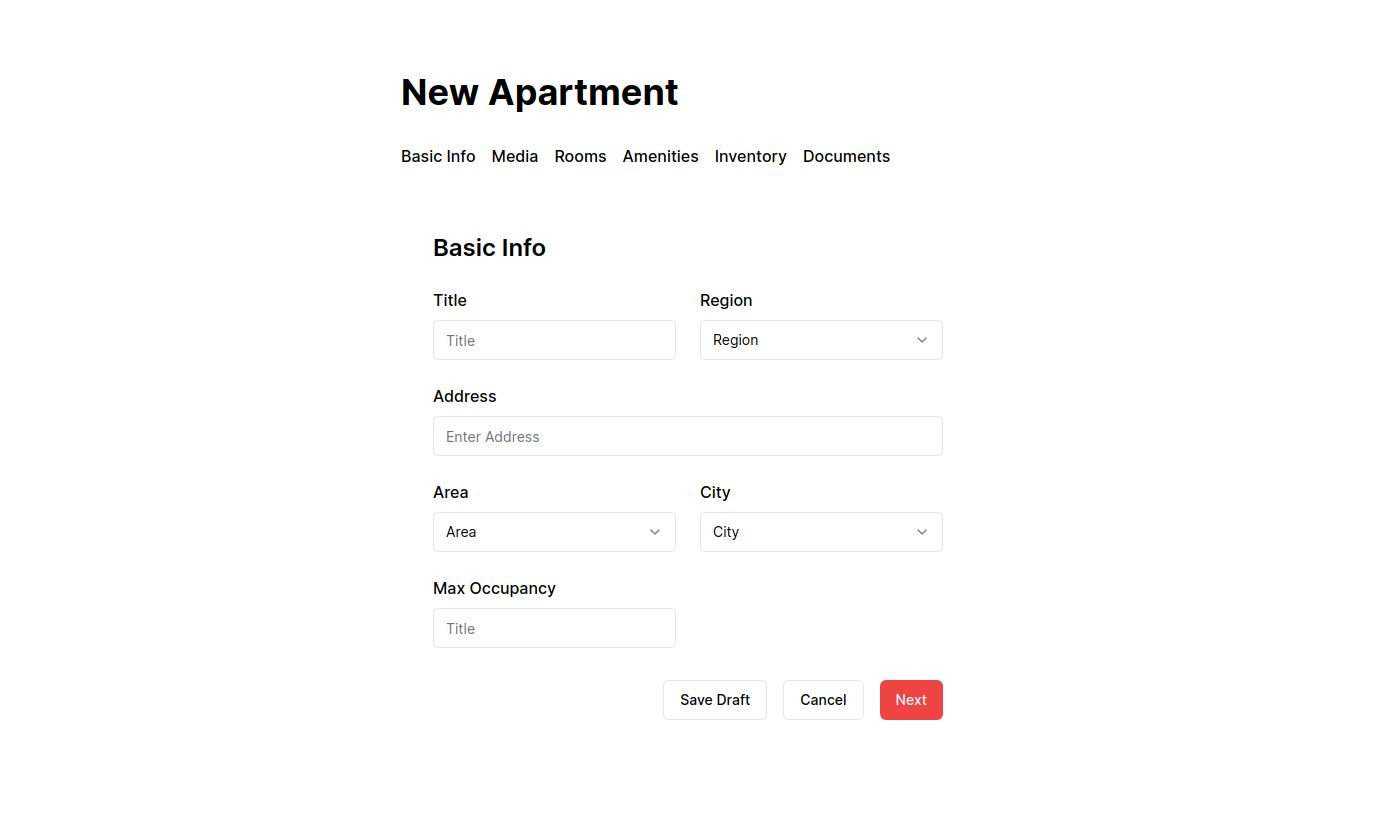 New Apartment
Basic Info Media Rooms Amenities Inventory Documents
Basic Info
Title Region
Title Region
Address
Enter Address
Area City
Area City
Max Occupancy
Title
Save Draft Cancel Next